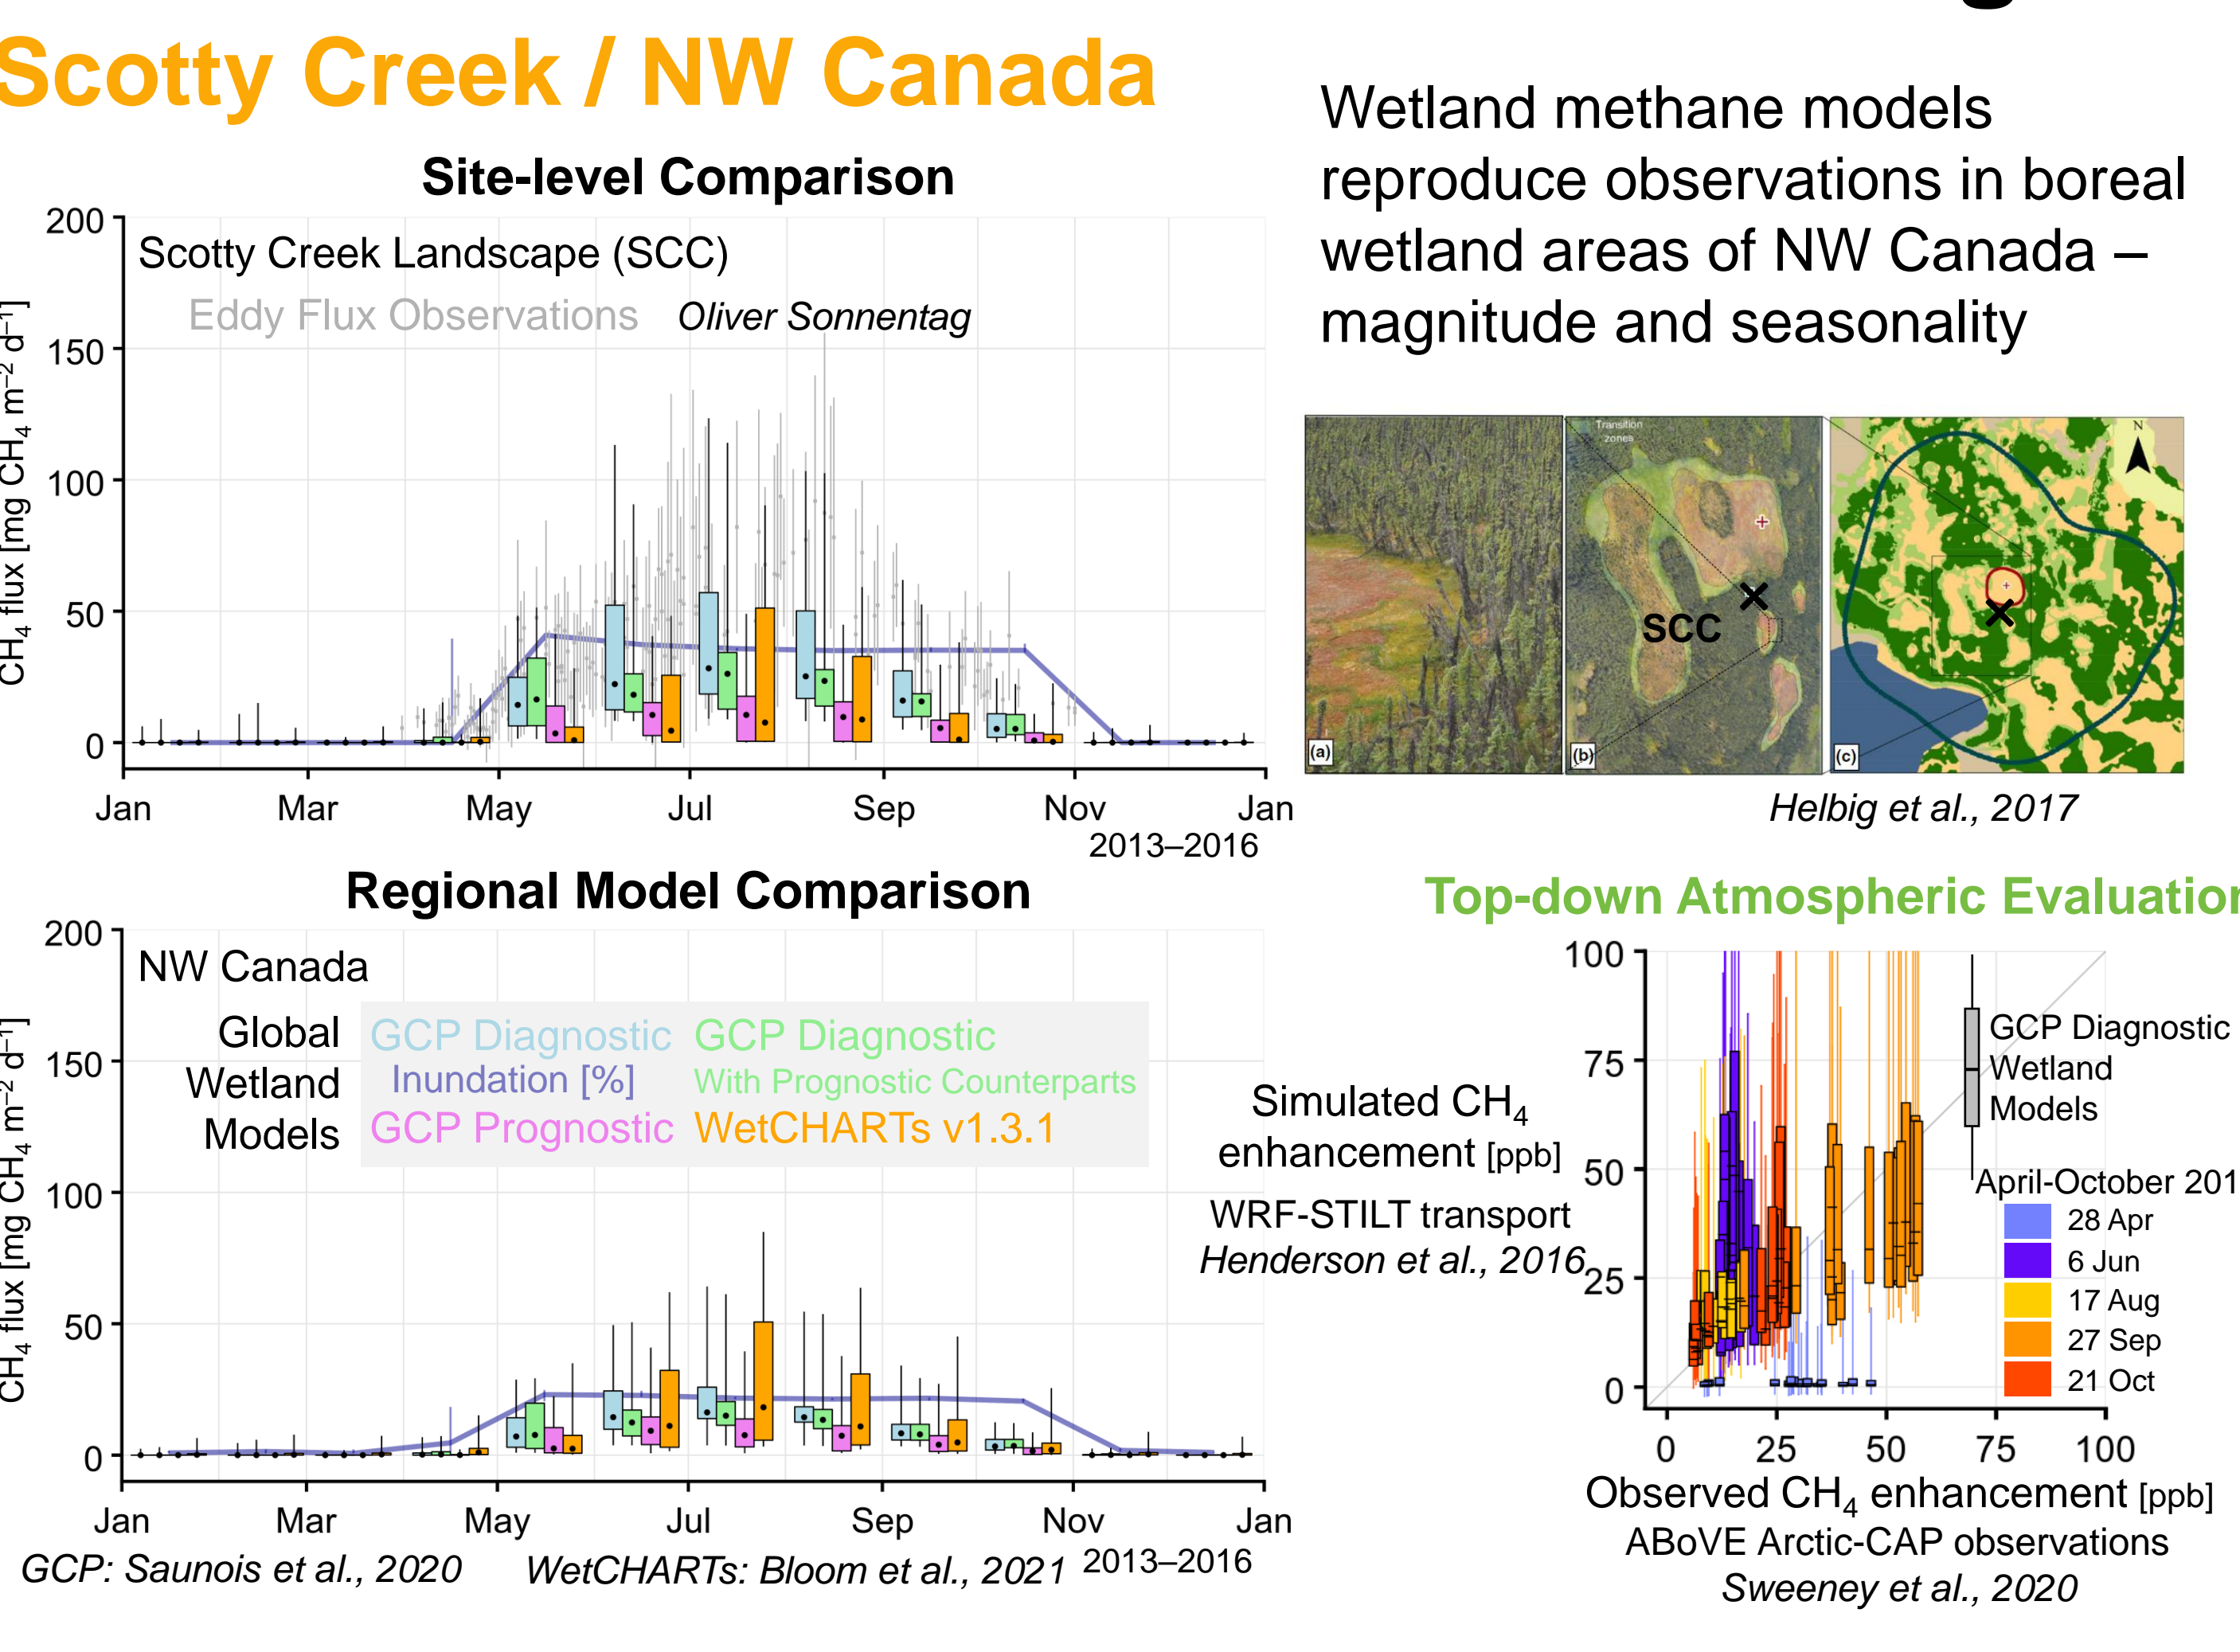 Scotty Creek / NW Canada
Wetland methane models
reproduce observations in boreal
wetland areas of NW Canada –
magnitude and seasonality
Site-level Comparison
Scotty Creek Landscape (SCC)
Eddy Flux Observations Oliver Sonnentag
CH4 flux [mg CH4 m–2 d–1]
200
150
100
50
0
Jan Mar May Jul Sep Nov Jan
2013–2016
Transition
zones
SCC
N
(a)
(b)
(c)
Helbig et al., 2017
Regional Model Comparison
NW Canada
Global
Wetland
Models
GCP Diagnostic GCP Diagnostic
Inundation [%] With Prognostic Counterparts
GCP Prognostic WetCHARTs v1.3.1
CH4 flux [mg CH4 m–2 d–1]
200
150
100
50
0
Jan Mar May Jul Sep Nov Jan
2013–2016
GCP: Saunois et al., 2020 WetCHARTs: Bloom et al., 2021
Top-down Atmospheric Evaluation
Simulated CH4
enhancement [ppb]
WRF-STILT transport
Henderson et al., 2016
100
75
50
25
0
GCP Diagnostic
Wetland
Models
April-October 201
28 Apr
6 Jun
17 Aug
27 Sep
21 Oct
0 25 50 75 100
Observed CH4 enhancement [ppb]
ABoVE Arctic-CAP observations
Sweeney et al., 2020